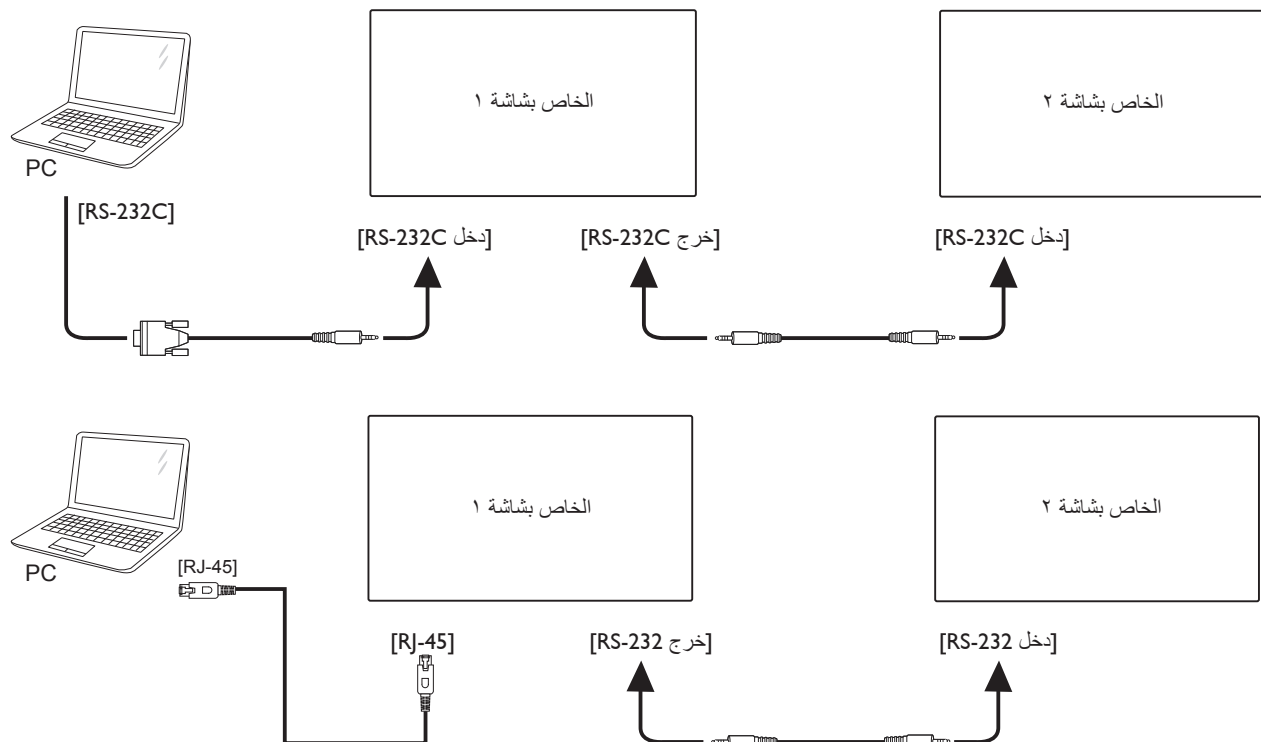 الخاص بشاشة ١
الخاص بشاشة ٢
PC
[RS-232C]
[RS-232C دخل]
[RS-232C خرج]
[RS-232C دخل]
الخاص بشاشة ١
الخاص بشاشة ٢
PC
[RJ-45]
[RJ-45]
[RS-232 خرج]
[RS-232 دخل]